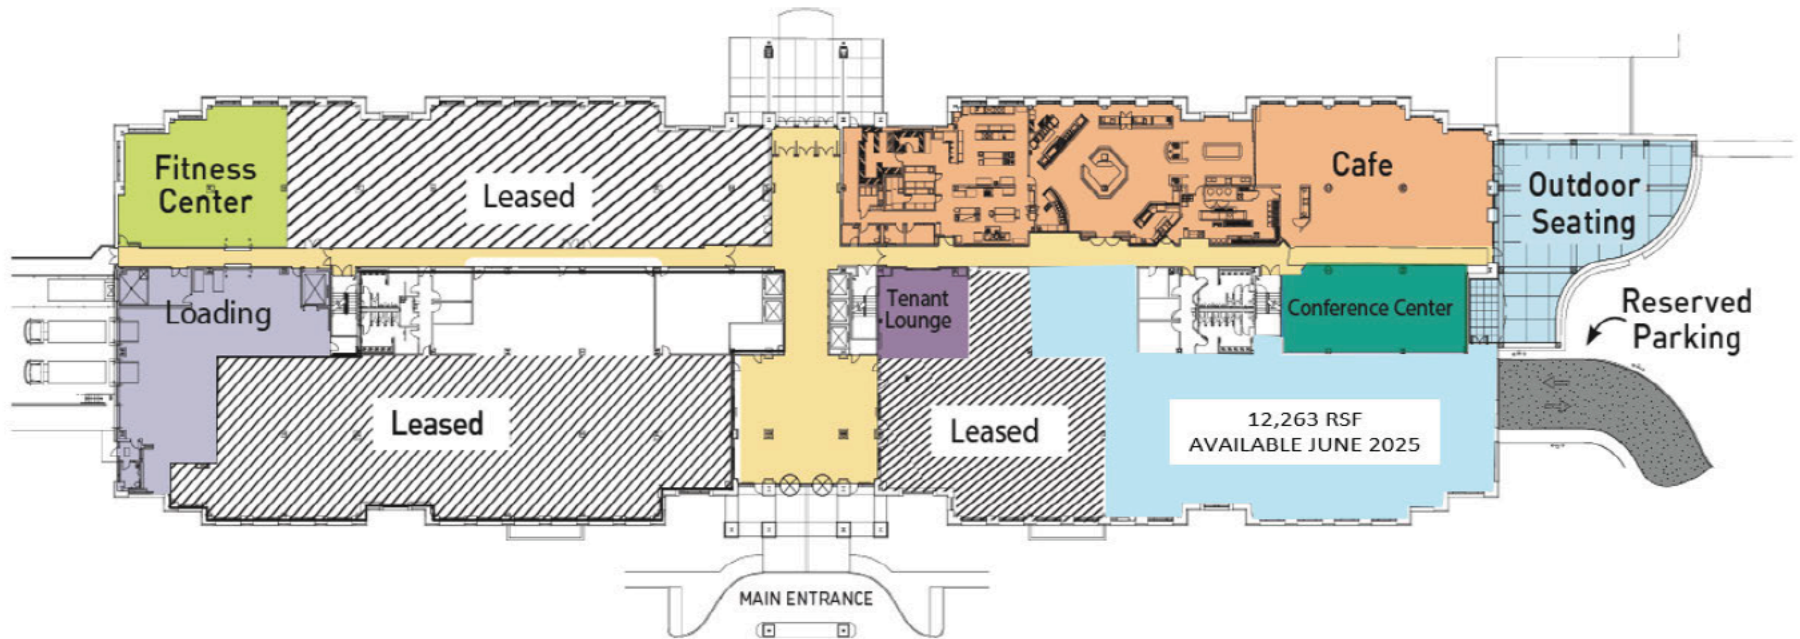 Fitness
Center
Leased
Cafe
Outdoor
Seating
Loading
Tenant
Lounge
Conference Center
Reserved
Parking
Leased
Leased
12,263 RSF
AVAILABLE JUNE 2025
MAIN ENTRANCE